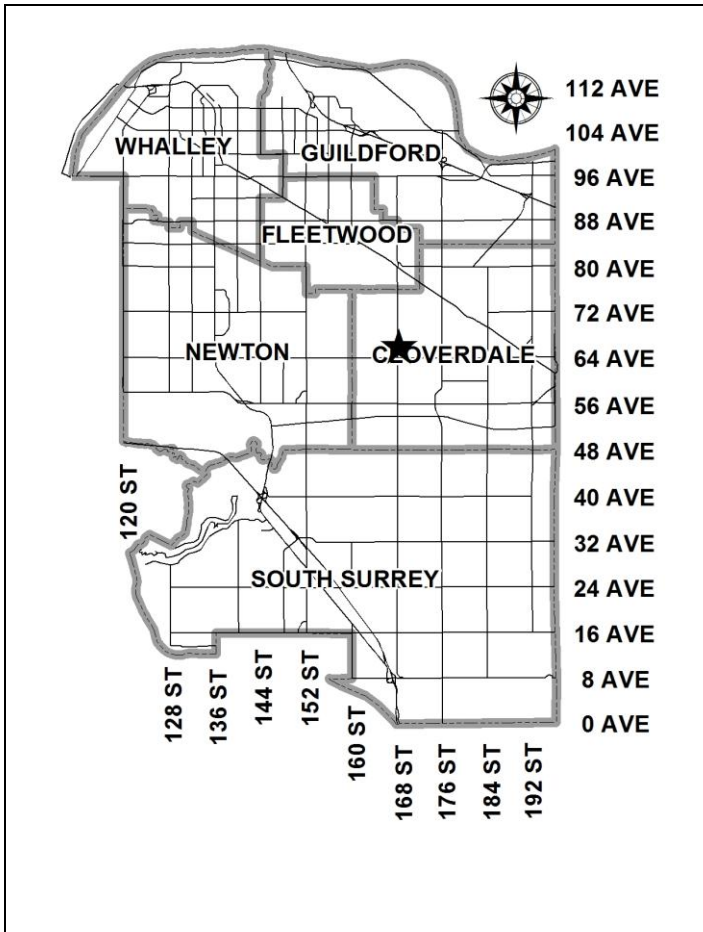 112 AVE
104 AVE
WHALLEY
GUILDFORD
96 AVE
88 AVE
FLEETWOOD
80 AVE
72 AVE
NEWTON
CLOVERDALE
64 AVE
56 AVE
48 AVE
120 ST
40 AVE
32 AVE
SOUTH SURREY
24 AVE
16 AVE
8 AVE
0 AVE
128 ST
136 ST
144 ST
152 ST
160 ST
168 ST
176 ST
184 ST
192 ST